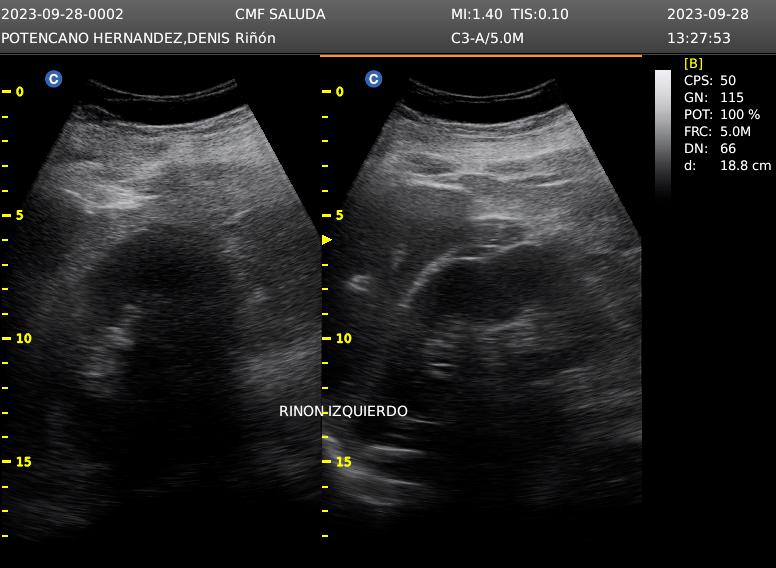 2023-09-28-0002 CMF SALUDA MI:1.40 TIS:0.10 2023-09-28
POTENCANO HERNANDEZ,DENIS Riñón C3-A/5.0M 13:27:53
C C
[B]
CPS: 50
GN: 115
POT: 100 %
FRC: 5.0M
DN: 66
d: 18.8 cm
0 0
5 5
10 10
RINON IZQUIERDO
15 15